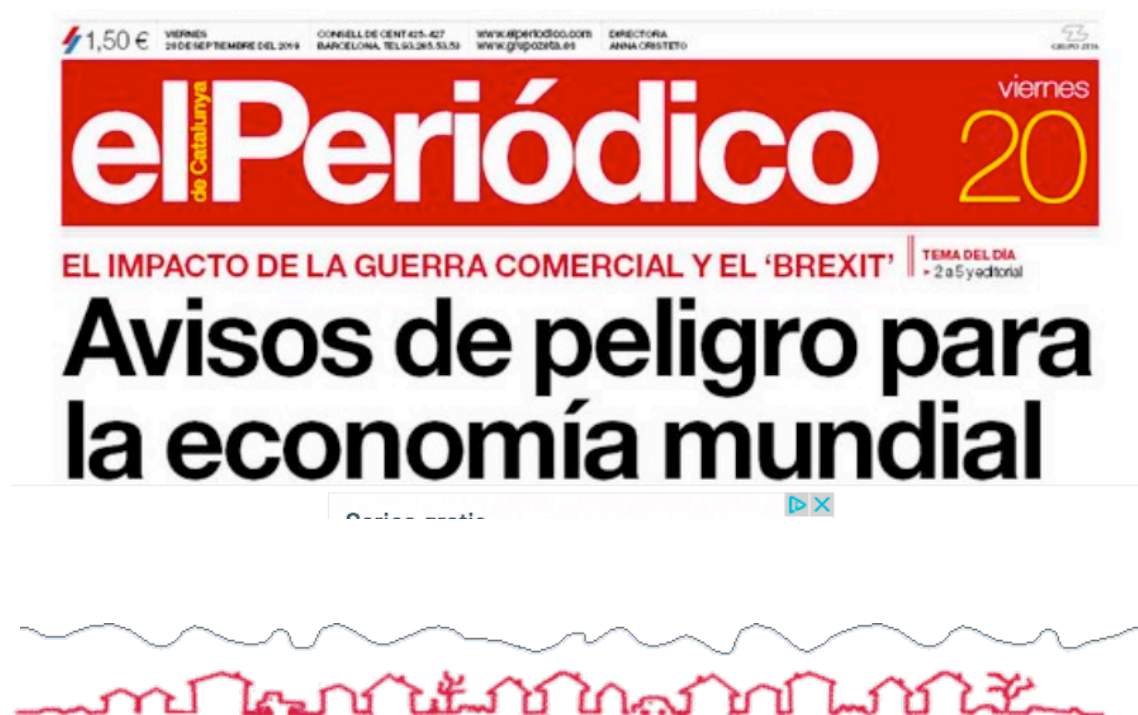 1,50 €
VIERNES
20 DE SEPTIEMBRE DEL 2019
CONSELL DE CENT 425-427
BARCELONA. TEL 93.265.53.53
www.elperiodico.com
www.grupozeta.es
DIRECTORA
ANNA CRISTETO
GRUPO ZETA
elPeriódico
de Catalunya
viernes
20
EL IMPACTO DE LA GUERRA COMERCIAL Y EL ‘BREXIT’
TEMA DEL DÍA
2 a 5 y editorial
Avisos de peligro para
la economía mundial